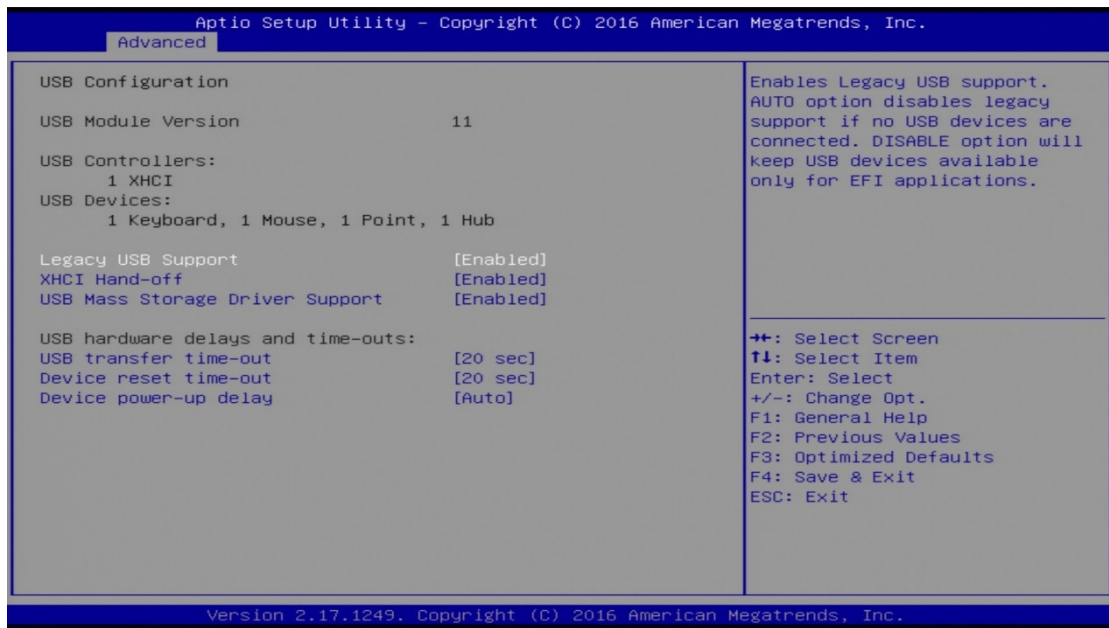 Aptio Setup Utility – Copyright (C) 2016 American Megatrends, Inc.
Advanced
USB Configuration
USB Module Version 11
USB Controllers:
1 XHCI
USB Devices:
1 Keyboard, 1 Mouse, 1 Point, 1 Hub
Legacy USB Support [Enabled]
XHCI Hand-off [Enabled]
USB Mass Storage Driver Support [Enabled]
USB hardware delays and time-outs:
USB transfer time-out [20 sec]
Device reset time-out [20 sec]
Device power-up delay [Auto]
Enables Legacy USB support.
AUTO option disables legacy
support if no USB devices are
connected. DISABLE option will
keep USB devices available
only for EFI applications.
→←: Select Screen
↑↓: Select Item
Enter: Select
+/-: Change Opt.
F1: General Help
F2: Previous Values
F3: Optimized Defaults
F4: Save & Exit
ESC: Exit
Version 2.17.1249. Copyright (C) 2016 American Megatrends, Inc.